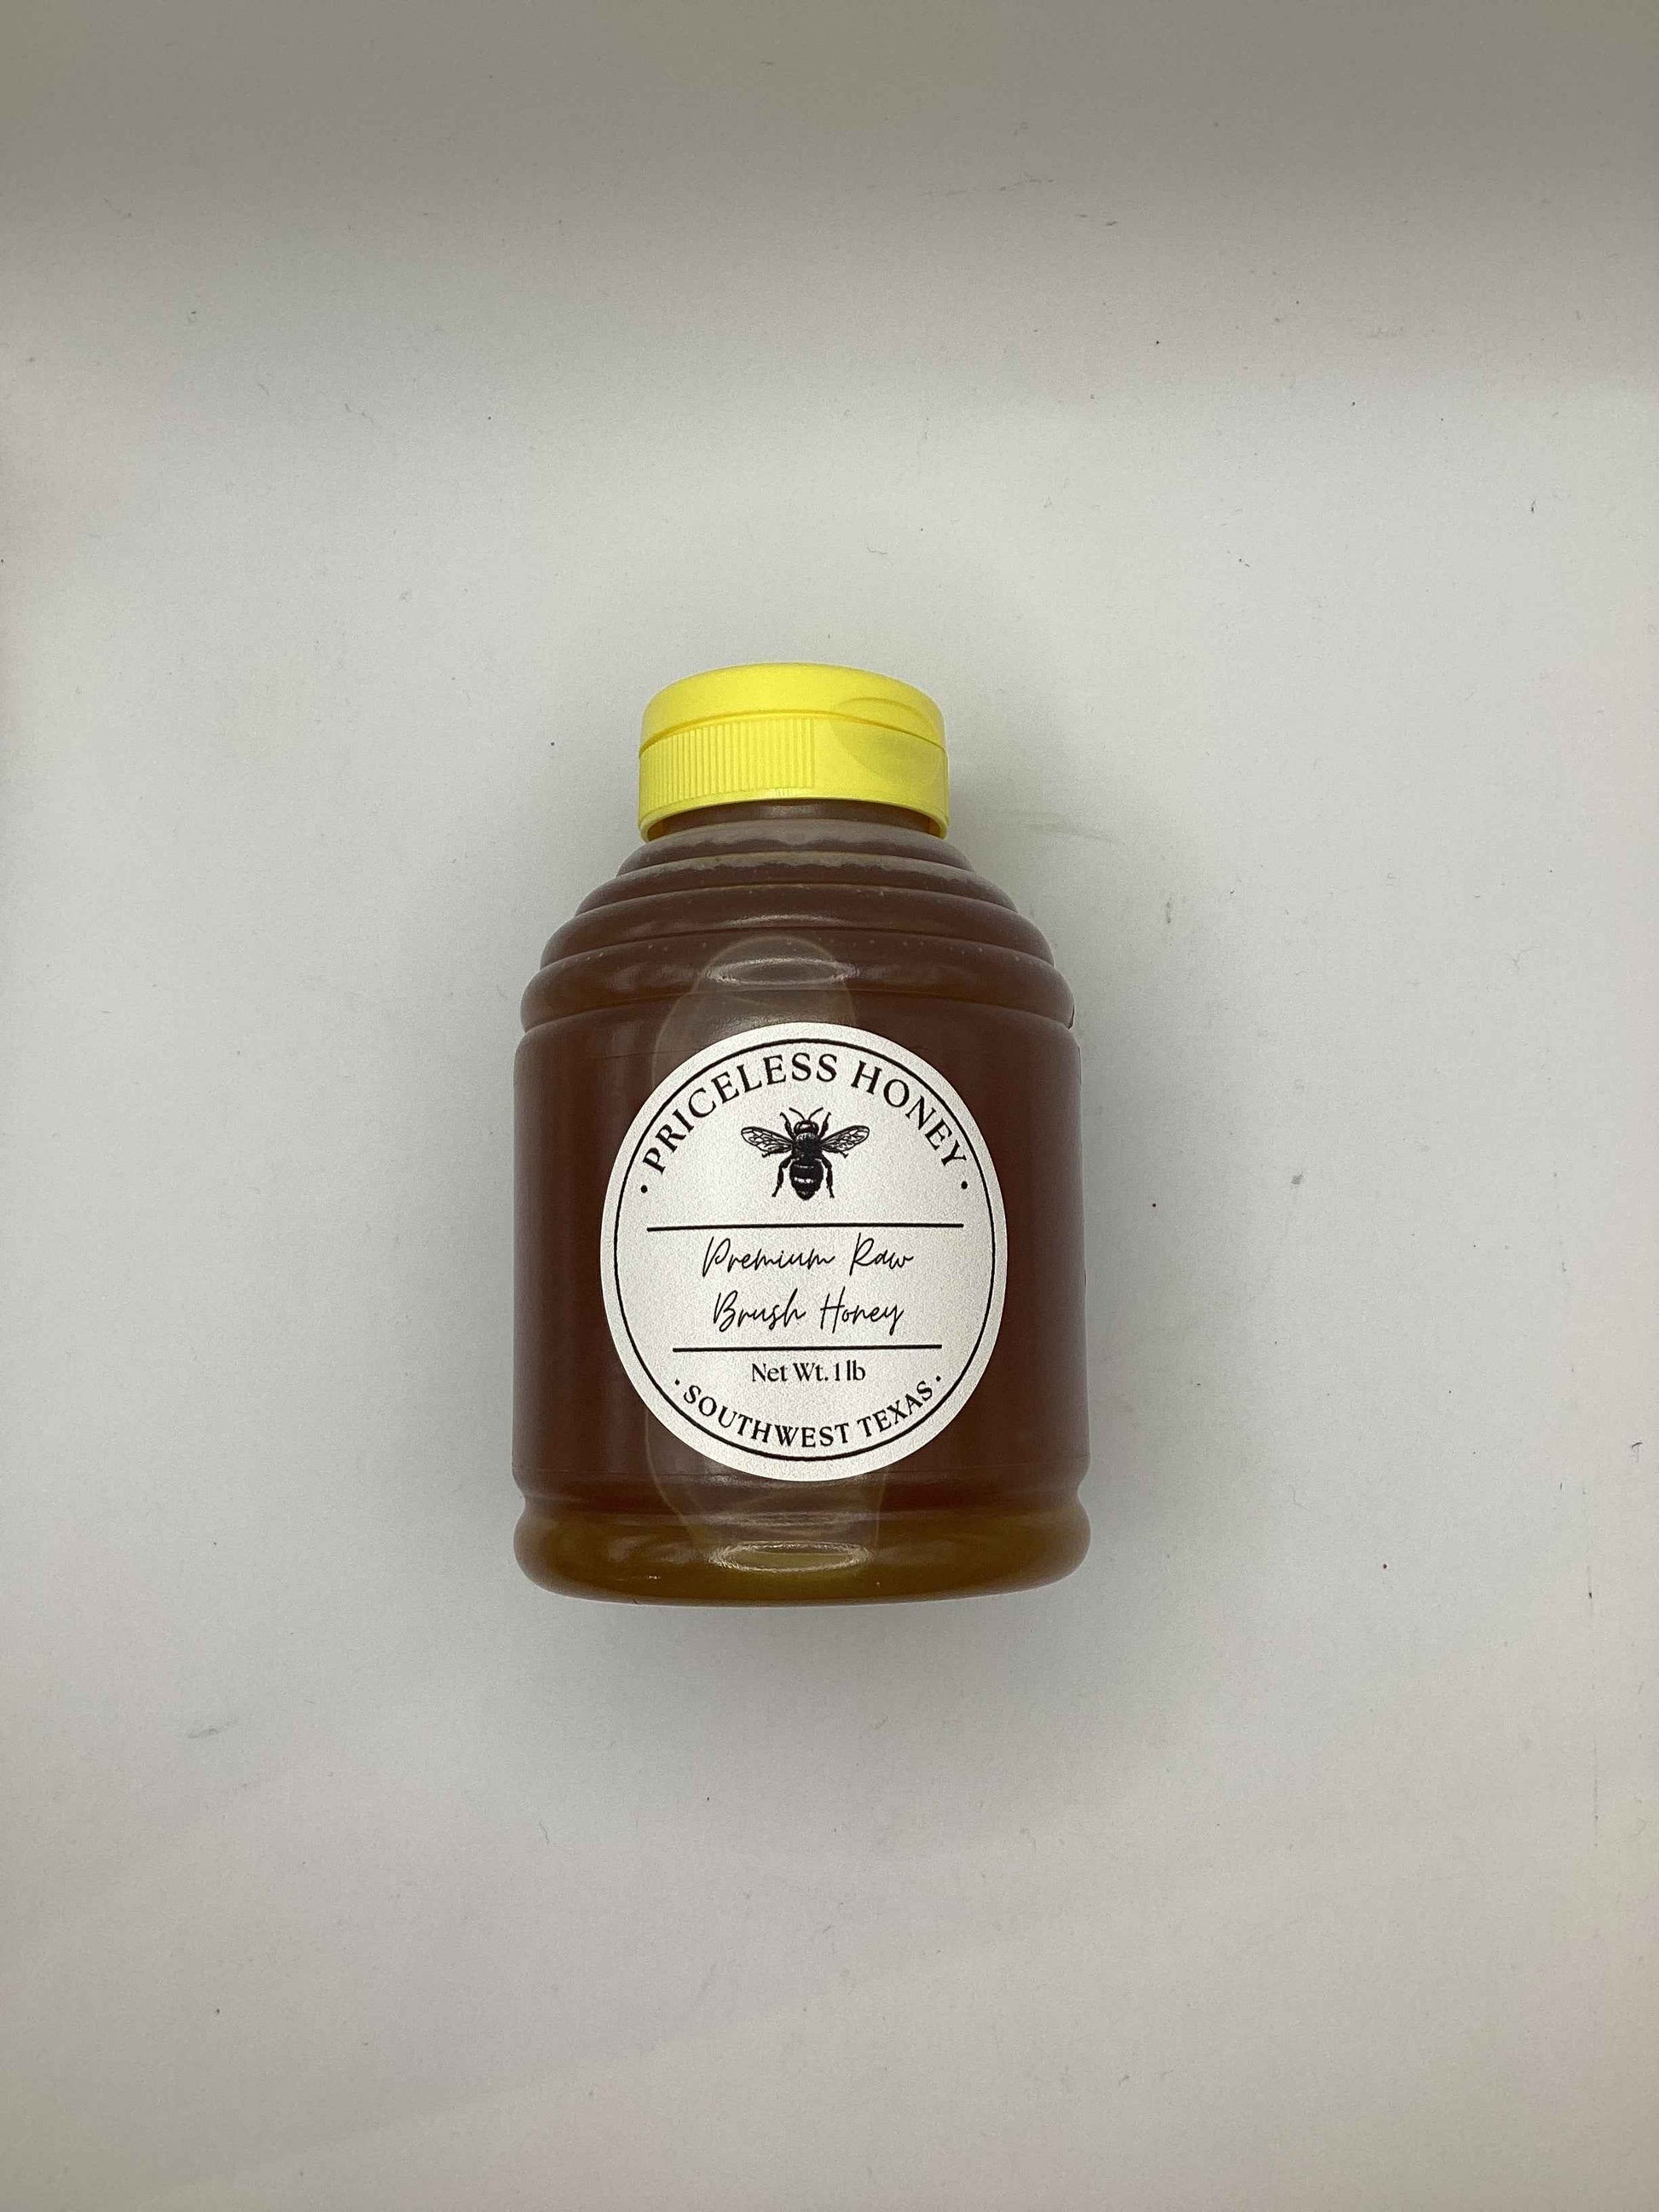 PRICELESS HONEY
Premium Raw
Brush Honey
Net Wt. 1 lb
SOUTHWEST TEXAS